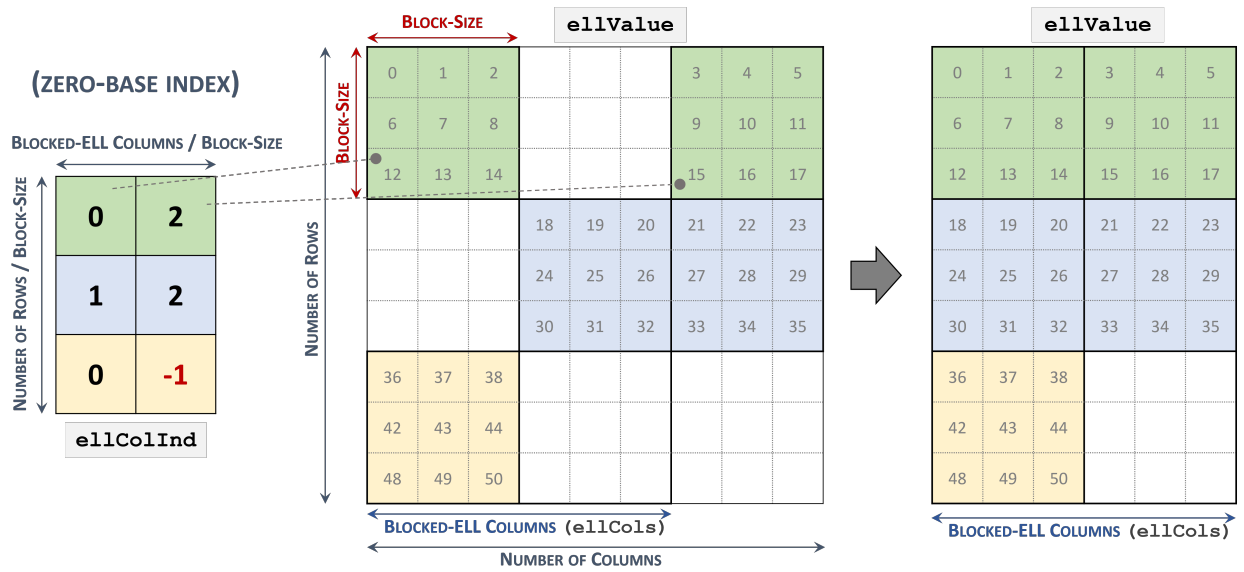 (ZERO-BASE INDEX)
BLOCKED-ELL COLUMNS / BLOCK-SIZE
NUMBER OF ROWS / BLOCK-SIZE
0 2
1 2
0 -1
ellColInd
BLOCK-SIZE
ellValue
BLOCK-SIZE
NUMBER OF ROWS
0 1 2 3 4 5
6 7 8 9 10 11
12 13 14 15 16 17
18 19 20 21 22 23
24 25 26 27 28 29
30 31 32 33 34 35
36 37 38
42 43 44
48 49 50
BLOCKED-ELL COLUMNS (ellCols)
NUMBER OF COLUMNS
ellValue
0 1 2 3 4 5
6 7 8 9 10 11
12 13 14 15 16 17
18 19 20 21 22 23
24 25 26 27 28 29
30 31 32 33 34 35
36 37 38
42 43 44
48 49 50
BLOCKED-ELL COLUMNS (ellCols)